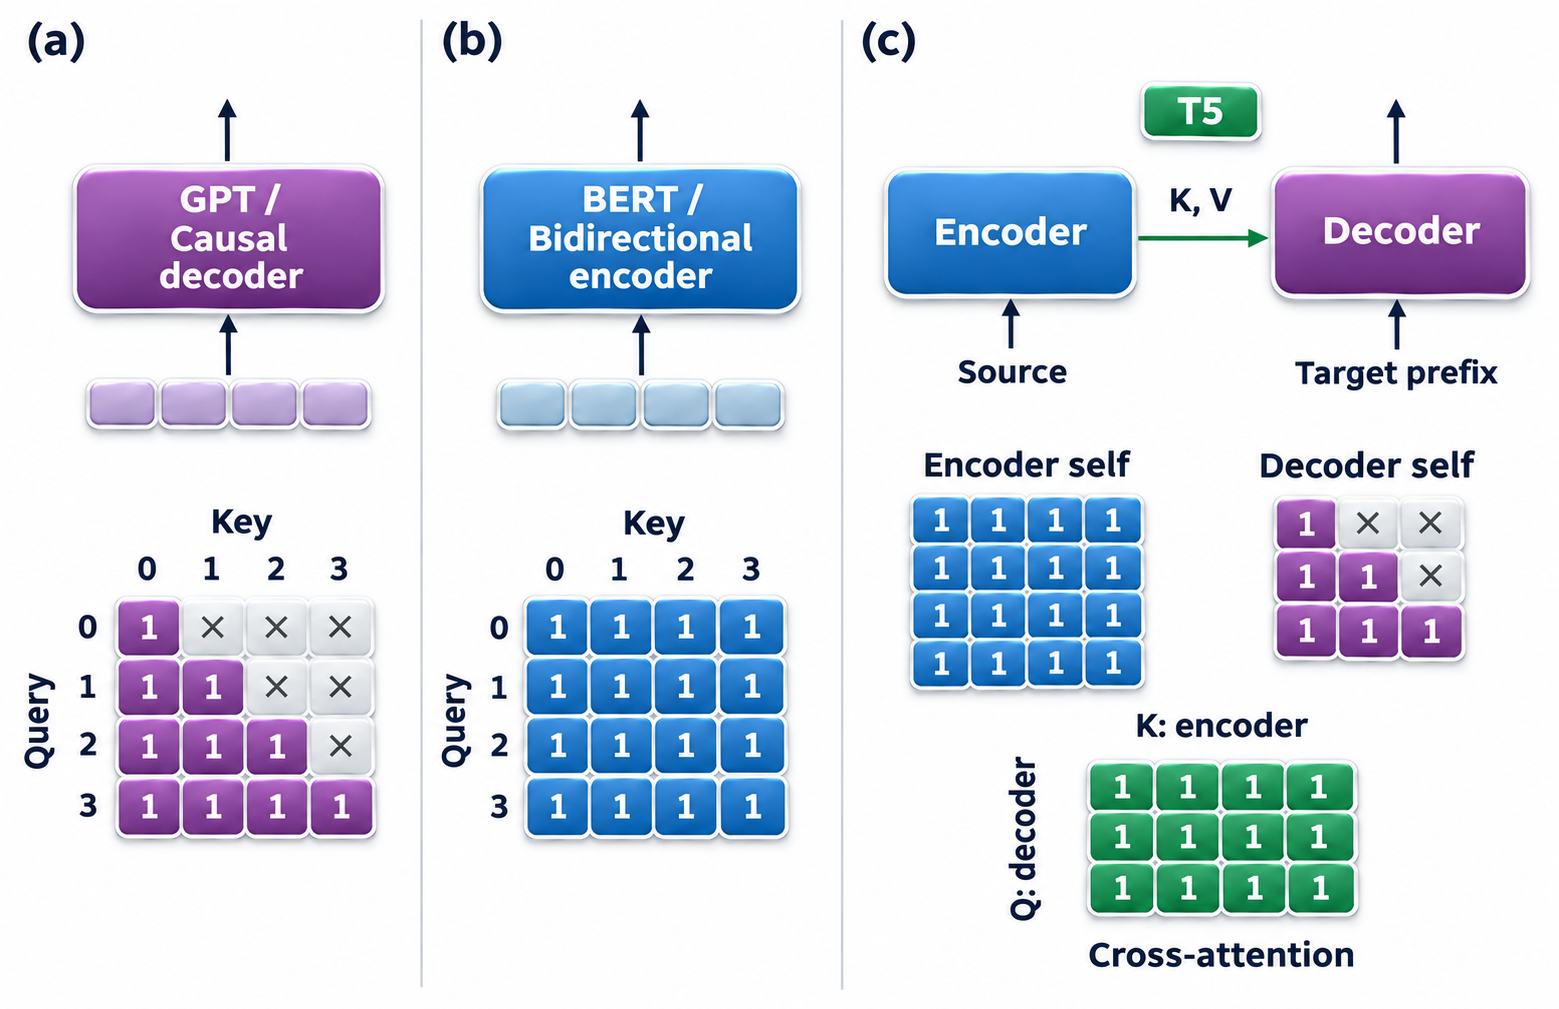 (a)
GPT /
Causal
decoder
Key
0 1 2 3
Query
0 1 × × ×
1 1 1 × ×
2 1 1 1 ×
3 1 1 1 1
(b)
BERT /
Bidirectional
encoder
Key
0 1 2 3
Query
0 1 1 1 1
1 1 1 1 1
2 1 1 1 1
3 1 1 1 1
(c)
T5
Encoder
K, V
Decoder
Source
Target prefix
Encoder self
1 1 1 1
1 1 1 1
1 1 1 1
1 1 1 1
Decoder self
1 × ×
1 1 ×
1 1 1
K: encoder
Q: decoder
1 1 1 1
1 1 1 1
1 1 1 1
Cross-attention